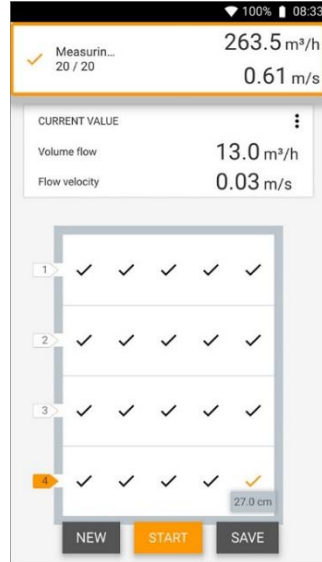 100% 08:33
Measurin... 263.5 m³/h
20 / 20 0.61 m/s
CURRENT VALUE
Volume flow 13.0 m³/h
Flow velocity 0.03 m/s
1
2
3
4
27.0 cm
NEW START SAVE